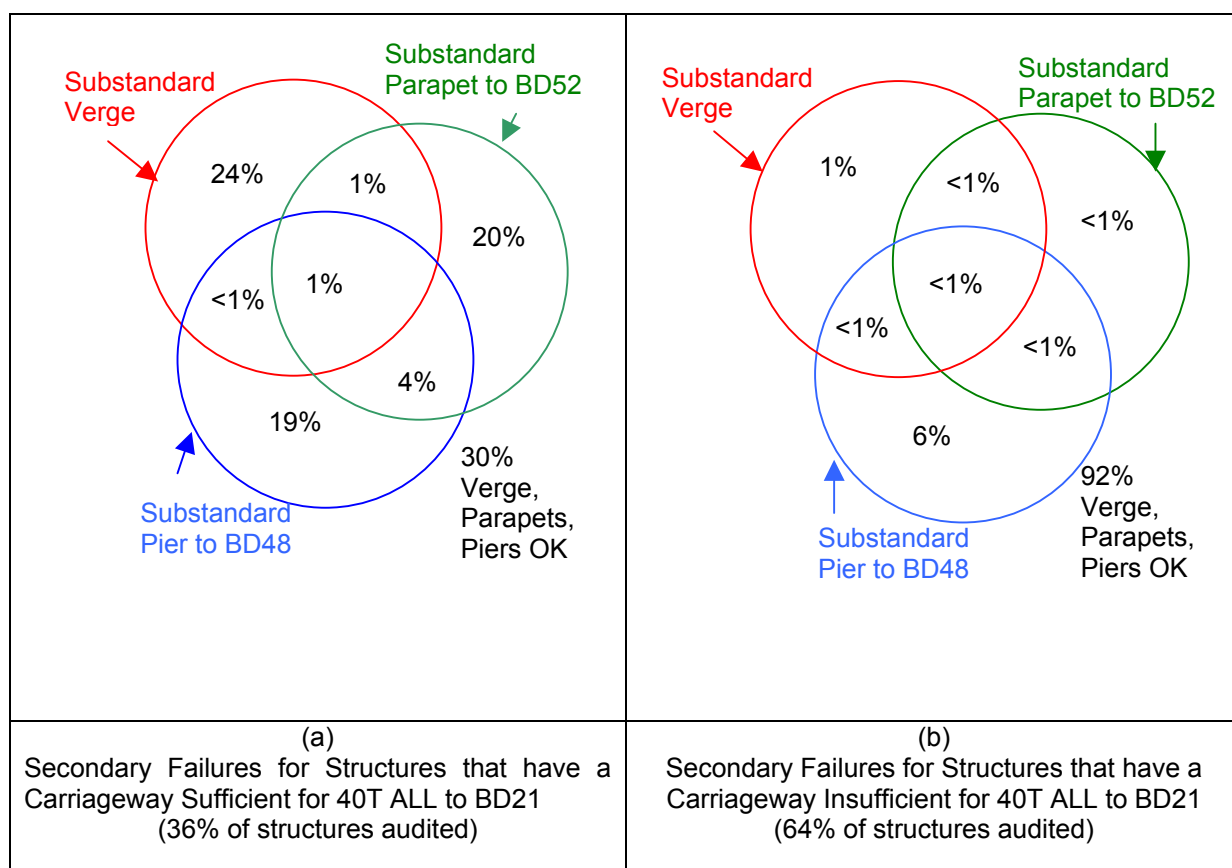 Substandard
Verge
Substandard
Parapet to BD52
24%
1%
20%
<1%
1%
4%
19%
30%
Verge,
Parapets,
Piers OK
Substandard
Pier to BD48
Substandard
Verge
Substandard
Parapet to BD52
1%
<1%
<1%
<1%
<1%
<1%
6%
92%
Verge,
Parapets,
Piers OK
Substandard
Pier to BD48
(a)
Secondary Failures for Structures that have a
Carriageway Sufficient for 40T ALL to BD21
(36% of structures audited)
(b)
Secondary Failures for Structures that have a
Carriageway Insufficient for 40T ALL to BD21
(64% of structures audited)